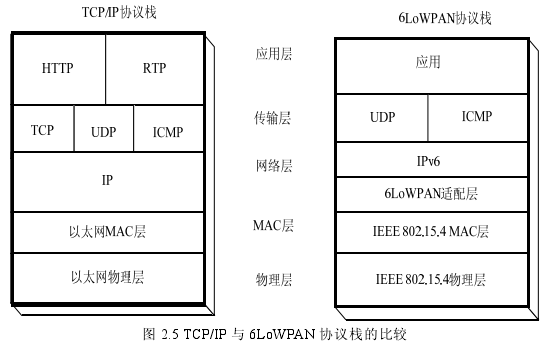 TCP/IP协议栈
6LoWPAN协议栈
HTTP
RTP
应用层
应用
TCP
UDP
ICMP
传输层
UDP
ICMP
IP
网络层
IPv6
6LoWPAN适配层
以太网MAC层
MAC层
IEEE 802.15.4 MAC层
以太网物理层
物理层
IEEE 802.15.4物理层
图 2.5 TCP/IP 与 6LoWPAN 协议栈的比较